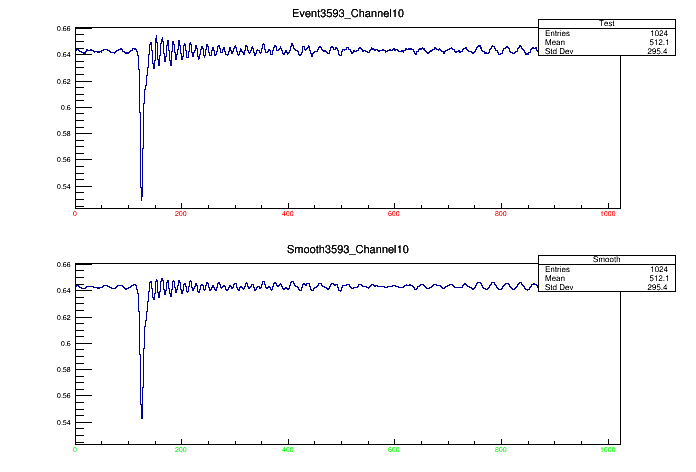 Event3593_Channel10
Test
Entries 1024
Mean 512.1
Std Dev 295.4
0.66
0.64
0.62
0.6
0.58
0.56
0.54
0 200 400 600 800 1000
Smooth3593_Channel10
Smooth
Entries 1024
Mean 512.1
Std Dev 295.4
0.66
0.64
0.62
0.6
0.58
0.56
0.54
0 200 400 600 800 1000